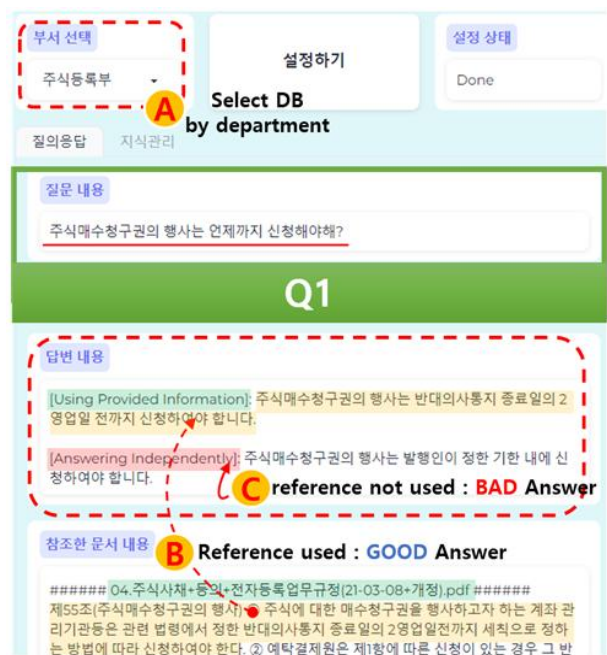 부서 선택
주식등록부
설정하기
설정 상태
Done
A
Select DB
by department
질의응답 지식관리
질문 내용
주식매수청구권의 행사는 언제까지 신청해야해?
Q1
답변 내용
[Using Provided Information]: 주식매수청구권의 행사는 반대의사통지 종료일의 2
영업일 전까지 신청하여야 합니다.
[Answering Independently]: 주식매수청구권의 행사는 발행인이 정한 기한 내에 신
청하여야 합니다.
C reference not used : BAD Answer
참조한 문서 내용
B Reference used : GOOD Answer
###### 04.주식사채+등의+전자등록업무규정(21-03-08+개정).pdf ######
제55조(주식매수청구권의 행사) ① 주식에 대한 매수청구권을 행사하고자 하는 계좌 관
리기관등은 관련 법령에서 정한 반대의사통지 종료일의 2영업일전까지 세칙으로 정하
는 방법에 따라 신청하여야 한다. ② 예탁결제원은 제1항에 따른 신청이 있는 경우 그 반